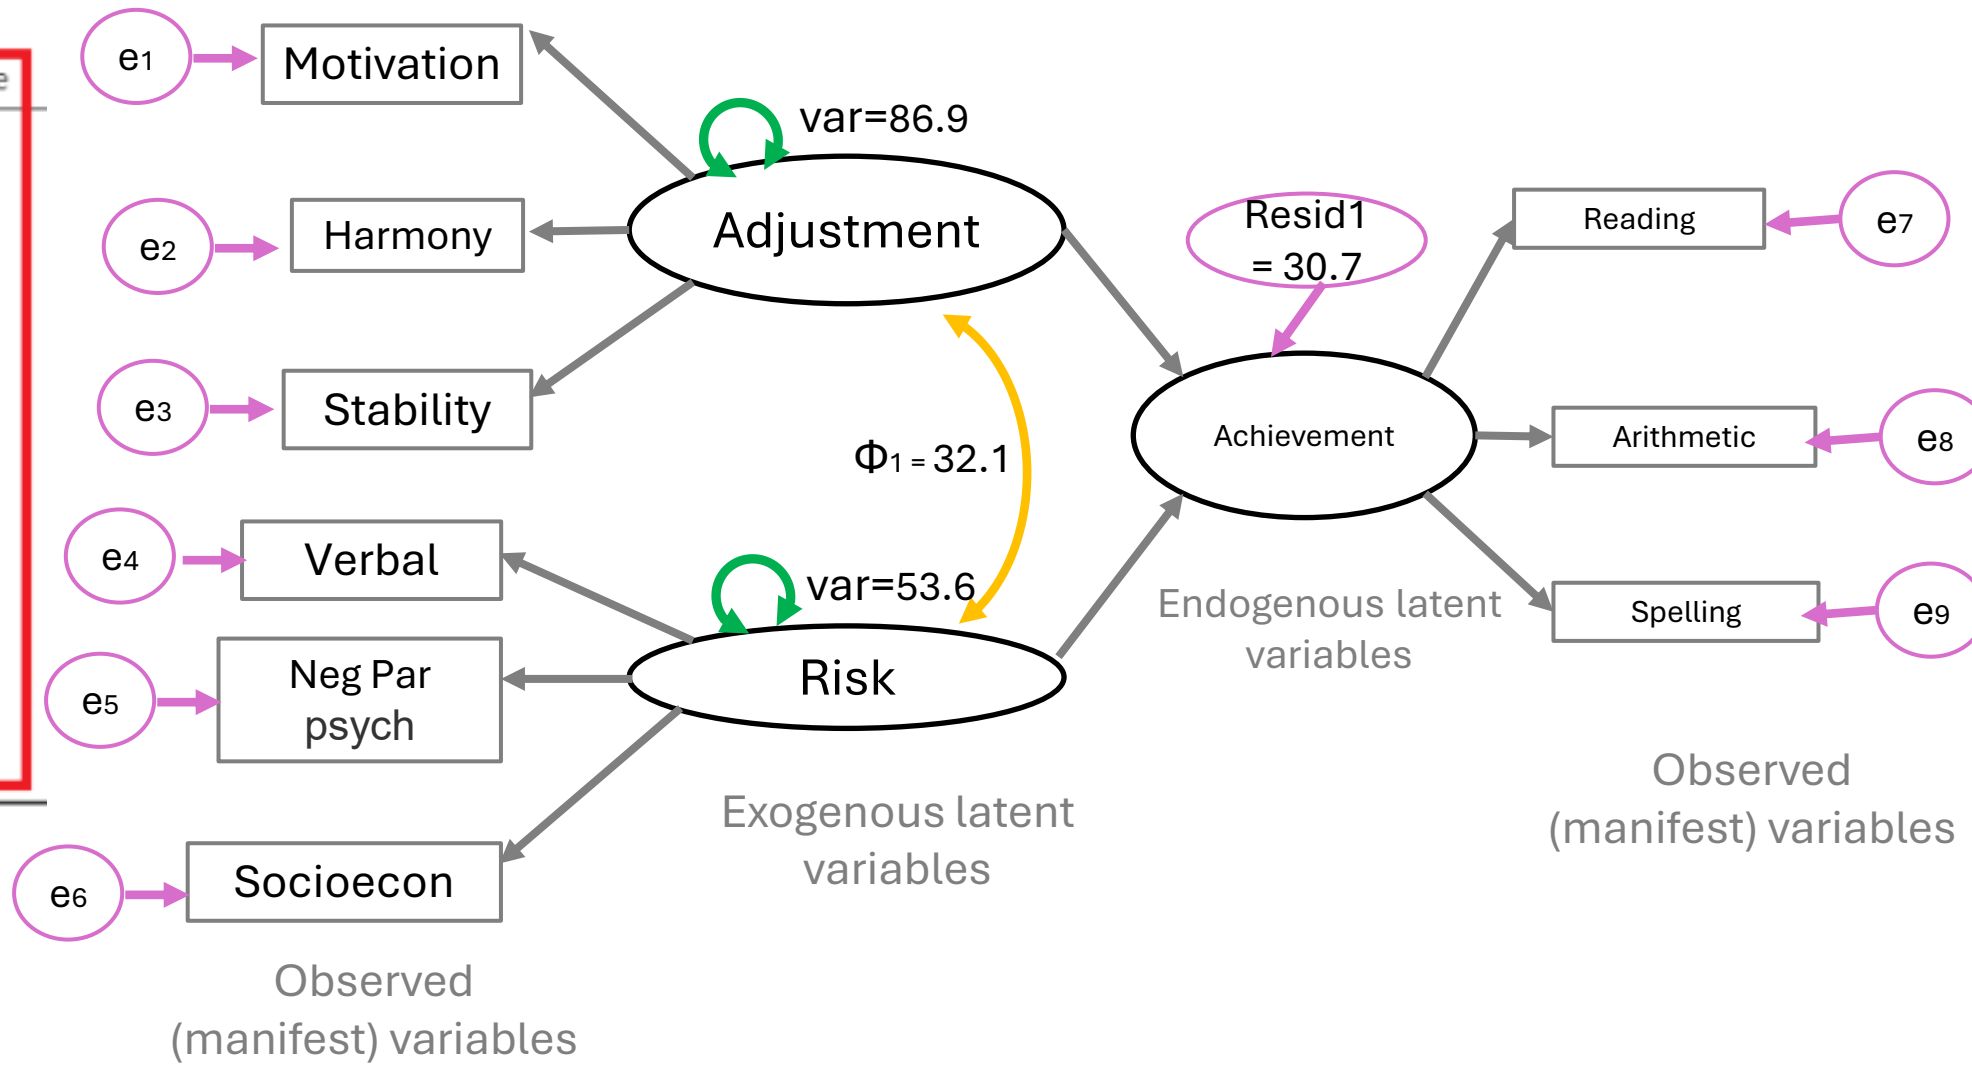 e
e1
Motivation
var=86.9
e2
Harmony
Adjustment
Resid1
= 30.7
Reading
e7
e3
Stability
Φ1 = 32.1
Achievement
Arithmetic
e8
e4
Verbal
var=53.6
Endogenous latent
variables
Spelling
e9
e5
Neg Par
psych
Risk
e6
Socioecon
Exogenous latent
variables
Observed
(manifest) variables
Observed
(manifest) variables